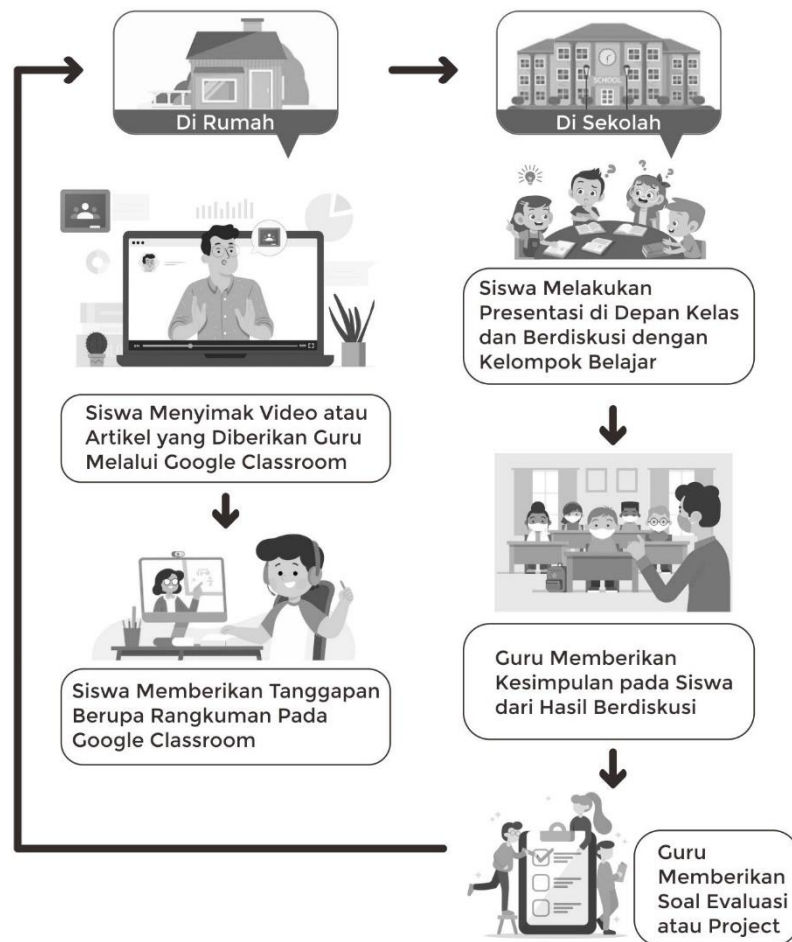 Di Rumah
Siswa Menyimak Video atau
Artikel yang Diberikan Guru
Melalui Google Classroom
Siswa Memberikan Tanggapan
Berupa Rangkuman Pada
Google Classroom
SCHOOL
Di Sekolah
Siswa Melakukan
Presentasi di Depan Kelas
dan Berdiskusi dengan
Kelompok Belajar
Guru Memberikan
Kesimpulan pada Siswa
dari Hasil Berdiskusi
Guru
Memberikan
Soal Evaluasi
atau Project